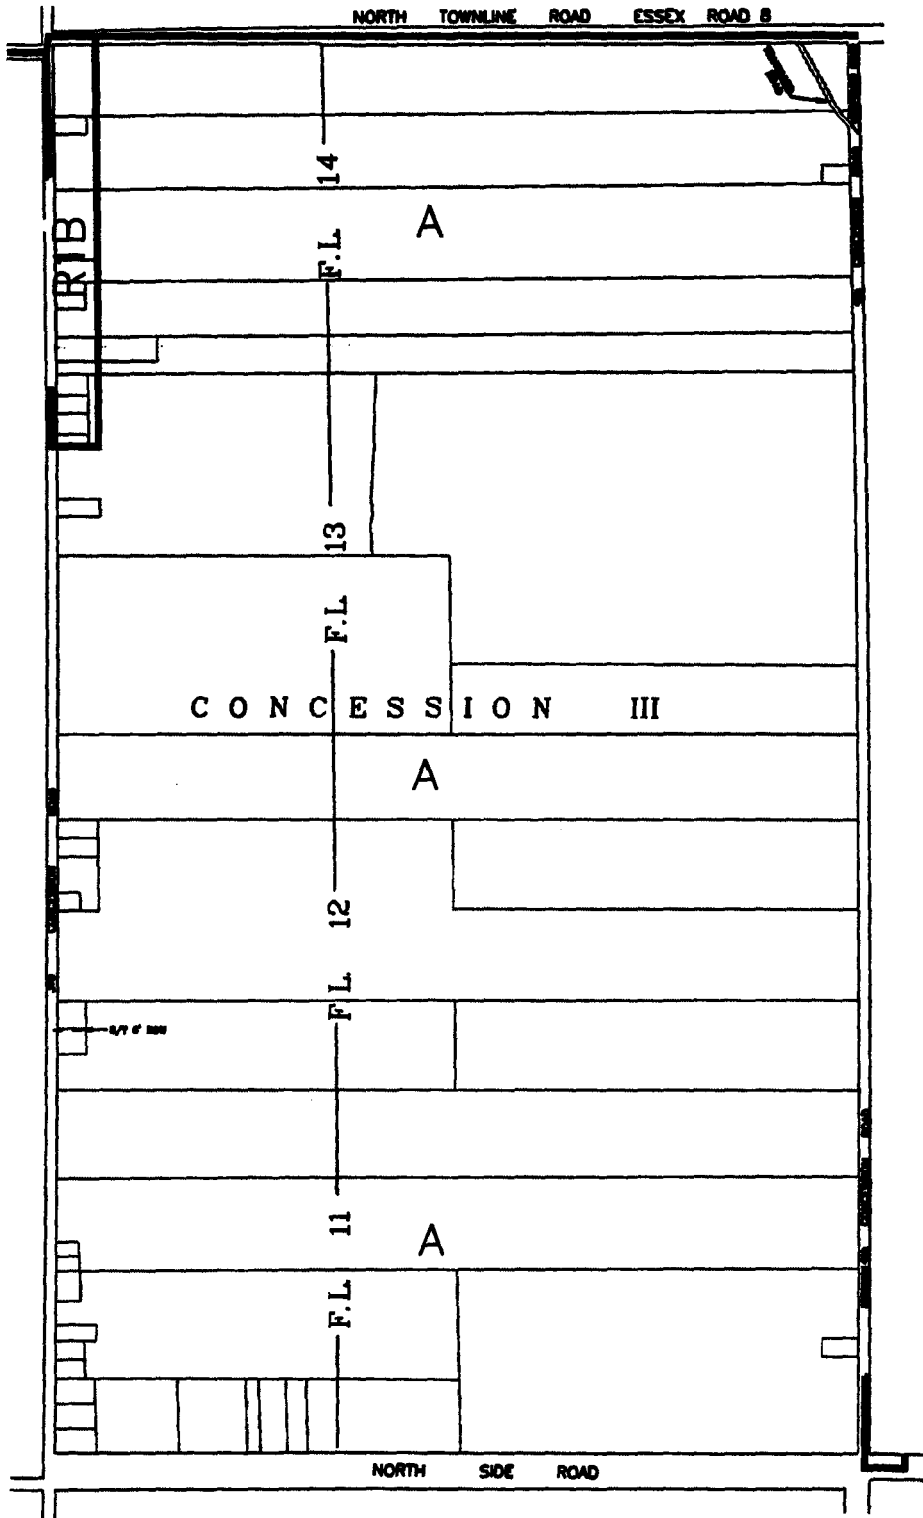 NORTH TOWNLINE ROAD ESSEX ROAD 8
14
A
R1B
F.L.
13
F.L.
CONCESSION III
A
12
F.L.
11
A
F.L.
NORTH SIDE ROAD